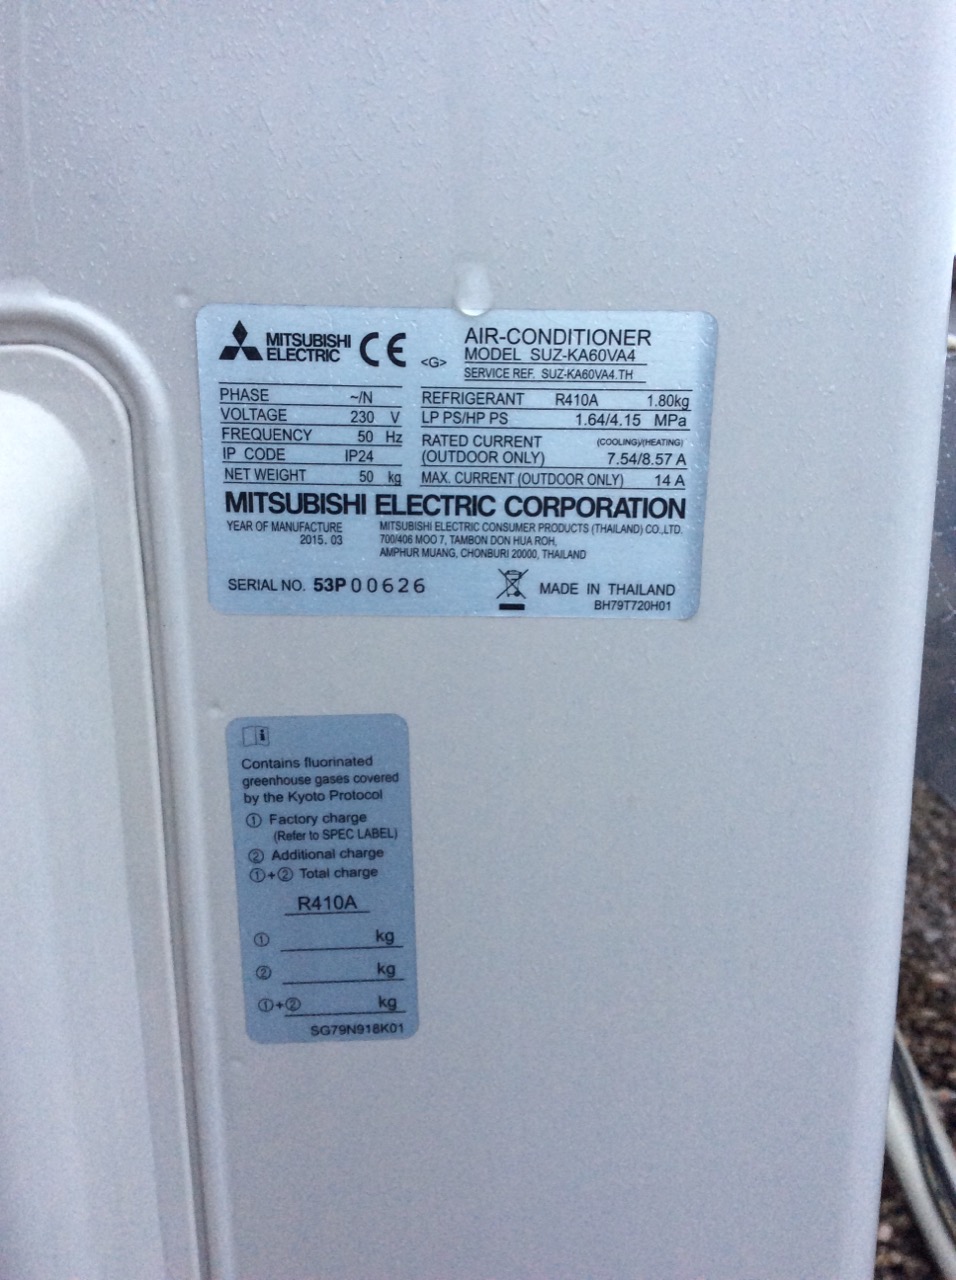 MITSUBISHI
ELECTRIC
CE
<G>
AIR-CONDITIONER
MODEL SUZ-KA60VA4
SERVICE REF. SUZ-KA60VA4.TH
PHASE ~/N
VOLTAGE 230 V
FREQUENCY 50 Hz
IP CODE IP24
NET WEIGHT 50 kg
REFRIGERANT R410A 1.80kg
LP PS/HP PS 1.64/4.15 MPa
RATED CURRENT (COOLING)/(HEATING)
(OUTDOOR ONLY) 7.54/8.57 A
MAX. CURRENT (OUTDOOR ONLY) 14 A
MITSUBISHI ELECTRIC CORPORATION
YEAR OF MANUFACTURE
2015. 03
MITSUBISHI ELECTRIC CONSUMER PRODUCTS (THAILAND) CO.,LTD.
700/406 MOO 7, TAMBON DON HUA ROH,
AMPHUR MUANG, CHONBURI 20000, THAILAND
SERIAL NO. 53P00626
MADE IN THAILAND
BH79T720H01
i
Contains fluorinated
greenhouse gases covered
by the Kyoto Protocol
① Factory charge
(Refer to SPEC LABEL)
② Additional charge
①+② Total charge
R410A
① kg
② kg
①+② kg
SG79N918K01